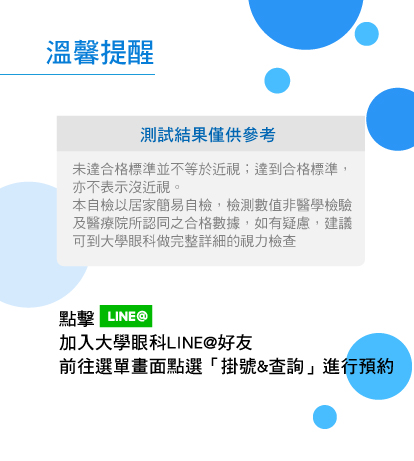 溫馨提醒
測試結果僅供參考
未達合格標準並不等於近視；達到合格標準，
亦不表示沒近視。
本自檢以居家簡易自檢，檢測數值非醫學檢驗
及醫療院所認同之合格數據，如有疑慮，建議
可到大學眼科做完整詳細的視力檢查
點擊 LINE@
加入大學眼科LINE@好友
前往選單畫面點選「掛號&查詢」進行預約